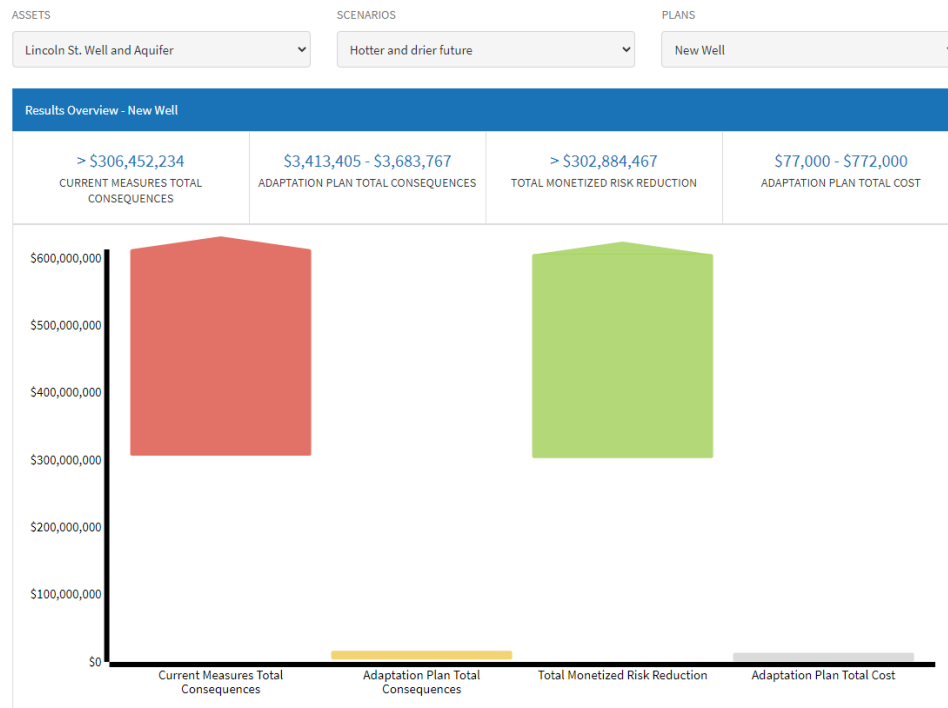 ASSETS
SCENARIOS
PLANS
Lincoln St. Well and Aquifer
Hotter and drier future
New Well
Results Overview - New Well
> $306,452,234
CURRENT MEASURES TOTAL
CONSEQUENCES
$3,413,405 - $3,683,767
ADAPTATION PLAN TOTAL CONSEQUENCES
> $302,884,467
TOTAL MONETIZED RISK REDUCTION
$77,000 - $772,000
ADAPTATION PLAN TOTAL COST
$600,000,000
$500,000,000
$400,000,000
$300,000,000
$200,000,000
$100,000,000
$0
Current Measures Total
Consequences
Adaptation Plan Total
Consequences
Total Monetized Risk Reduction
Adaptation Plan Total Cost